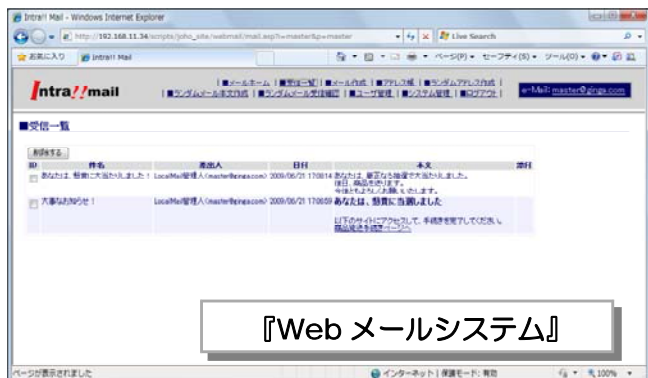 Intra!! Mail - Windows Internet Explorer
Live Search
お気に入り Intra!! Mail ページ(P) セーフティ(S) ツール(O)
Intra!!mail
|■メールホーム |■受信一覧|■メール作成 |■アドレス帳 |■ランダムアドレス作成 |
|■ランダムメール本文作成 |■ランダムメール受信確認 |■ユーザ管理 |■システム管理 |■ログアウト |
e-Mail: master@ginga.com
■受信一覧
削除する
ID 件名 差出人 日付 本文 添付
あなたは、懸賞に大当たりしました! LocalMail管理人(master@ginga.com) 2009/06/21 17:08:14 あなたは、厳正なる抽選で大当たりしました。
後日、商品を送ります。
今後ともよろしくお願いいたします。
大事なお知らせ! LocalMail管理人(master@ginga.com) 2009/06/21 17:06:59 あなたは、懸賞に当選しました
以下のサイトにアクセスして、手続きを完了してください。
商品発送手続きページへ
『Web メールシステム』
ページが表示されました インターネット | 保護モード: 有効 100%